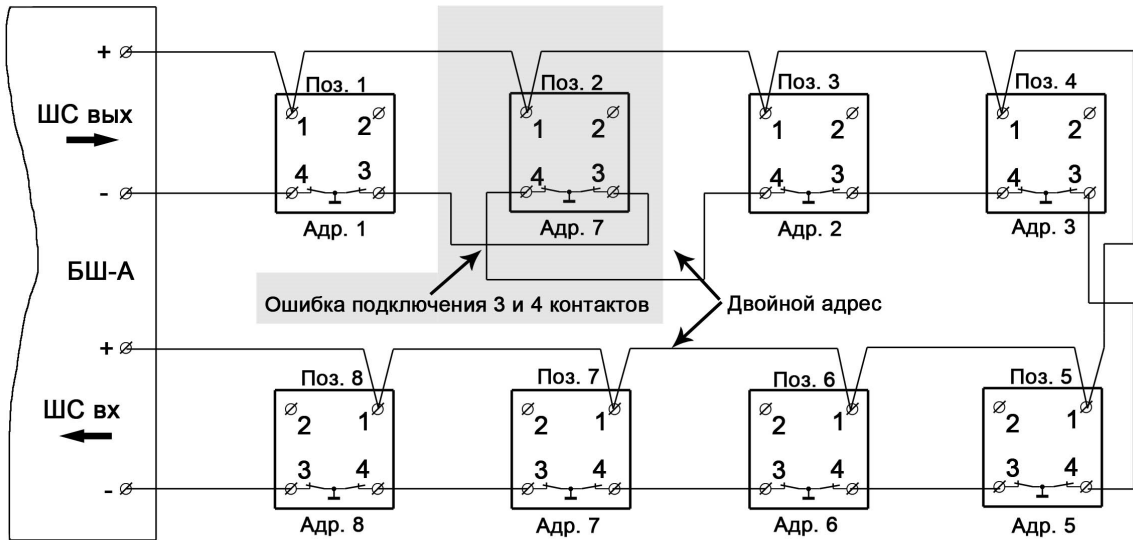 +
ШС вых
-
БШ-А
+
ШС вх
-
Поз. 1
1 2
4 3
Адр. 1
Поз. 2
1 2
4 3
Адр. 7
Поз. 3
1 2
4 3
Адр. 2
Поз. 4
1 2
4 3
Адр. 3
Ошибка подключения 3 и 4 контактов
Двойной адрес
Поз. 8
2 1
3 4
Адр. 8
Поз. 7
2 1
3 4
Адр. 7
Поз. 6
2 1
3 4
Адр. 6
Поз. 5
2 1
3 4
Адр. 5